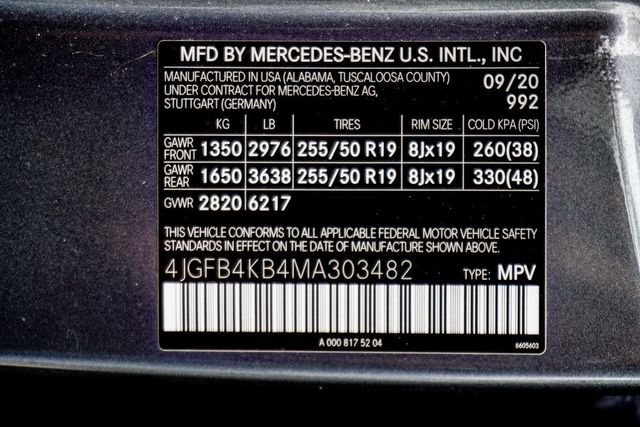 MFD BY MERCEDES-BENZ U.S. INTL., INC
MANUFACTURED IN USA (ALABAMA, TUSCALOOSA COUNTY) 09/20
UNDER CONTRACT FOR MERCEDES-BENZ AG, 992
STUTTGART (GERMANY)
KG LB TIRES RIM SIZE COLD KPA (PSI)
GAWR FRONT 1350 2976 255/50 R19 8Jx19 260(38)
GAWR REAR 1650 3638 255/50 R19 8Jx19 330(48)
GVWR 2820 6217
THIS VEHICLE CONFORMS TO ALL APPLICABLE FEDERAL MOTOR VEHICLE SAFETY
STANDARDS IN EFFECT ON THE DATE OF MANUFACTURE SHOWN ABOVE.
4JGFB4KB4MA303482 TYPE: MPV
A 000 817 52 04 6605603